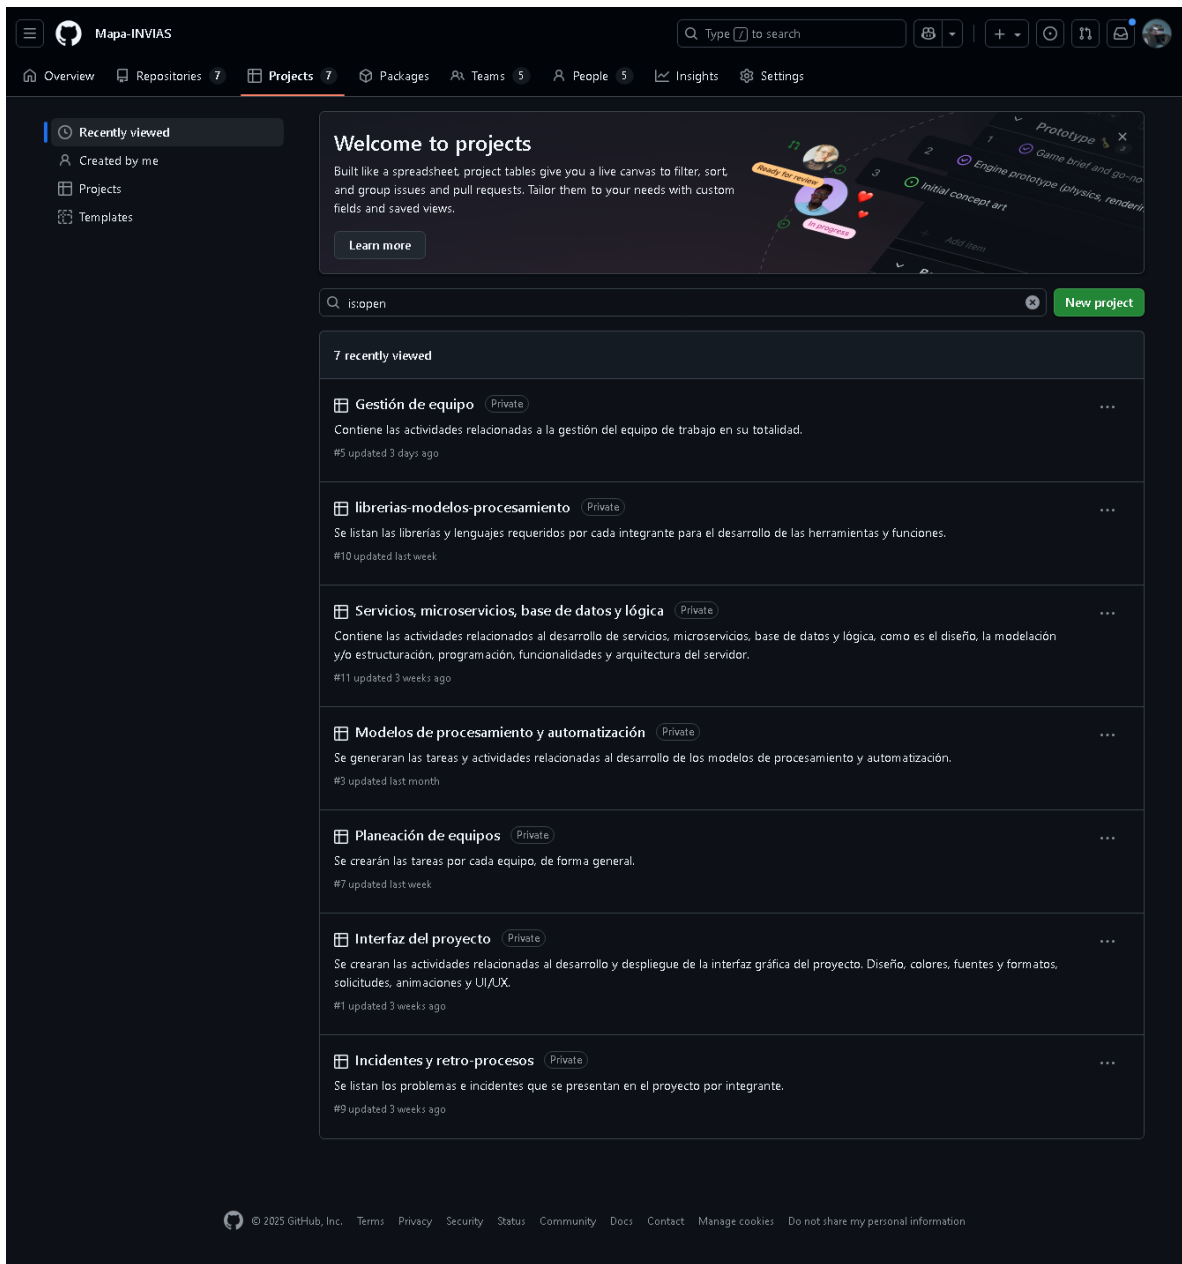 Mapa-INVIAS
Type / to search
Overview
Repositories 7
Projects 7
Packages
Teams 5
People 5
Insights
Settings
Recently viewed
Created by me
Projects
Templates
Welcome to projects
Built like a spreadsheet, project tables give you a live canvas to filter, sort,
and group issues and pull requests. Tailor them to your needs with custom
fields and saved views.
Learn more
Ready for review
In progress
Prototype
1 Game brief and go-no
2 Engine prototype (physics, renderin
3 Initial concept art
+ Add item
is:open
New project
7 recently viewed
Gestión de equipo Private
Contiene las actividades relacionadas a la gestión del equipo de trabajo en su totalidad.
#5 updated 3 days ago
librerias-modelos-procesamiento Private
Se listan las librerías y lenguajes requeridos por cada integrante para el desarrollo de las herramientas y funciones.
#10 updated last week
Servicios, microservicios, base de datos y lógica Private
Contiene las actividades relacionados al desarrollo de servicios, microservicios, base de datos y lógica, como es el diseño, la modelación
y/o estructuración, programación, funcionalidades y arquitectura del servidor.
#11 updated 3 weeks ago
Modelos de procesamiento y automatización Private
Se generaran las tareas y actividades relacionadas al desarrollo de los modelos de procesamiento y automatización.
#3 updated last month
Planeación de equipos Private
Se crearán las tareas por cada equipo, de forma general.
#7 updated last week
Interfaz del proyecto Private
Se crearan las actividades relacionadas al desarrollo y despliegue de la interfaz gráfica del proyecto. Diseño, colores, fuentes y formatos,
solicitudes, animaciones y UI/UX.
#1 updated 3 weeks ago
Incidentes y retro-procesos Private
Se listan los problemas e incidentes que se presentan en el proyecto por integrante.
#9 updated 3 weeks ago
© 2025 GitHub, Inc. Terms Privacy Security Status Community Docs Contact Manage cookies Do not share my personal information